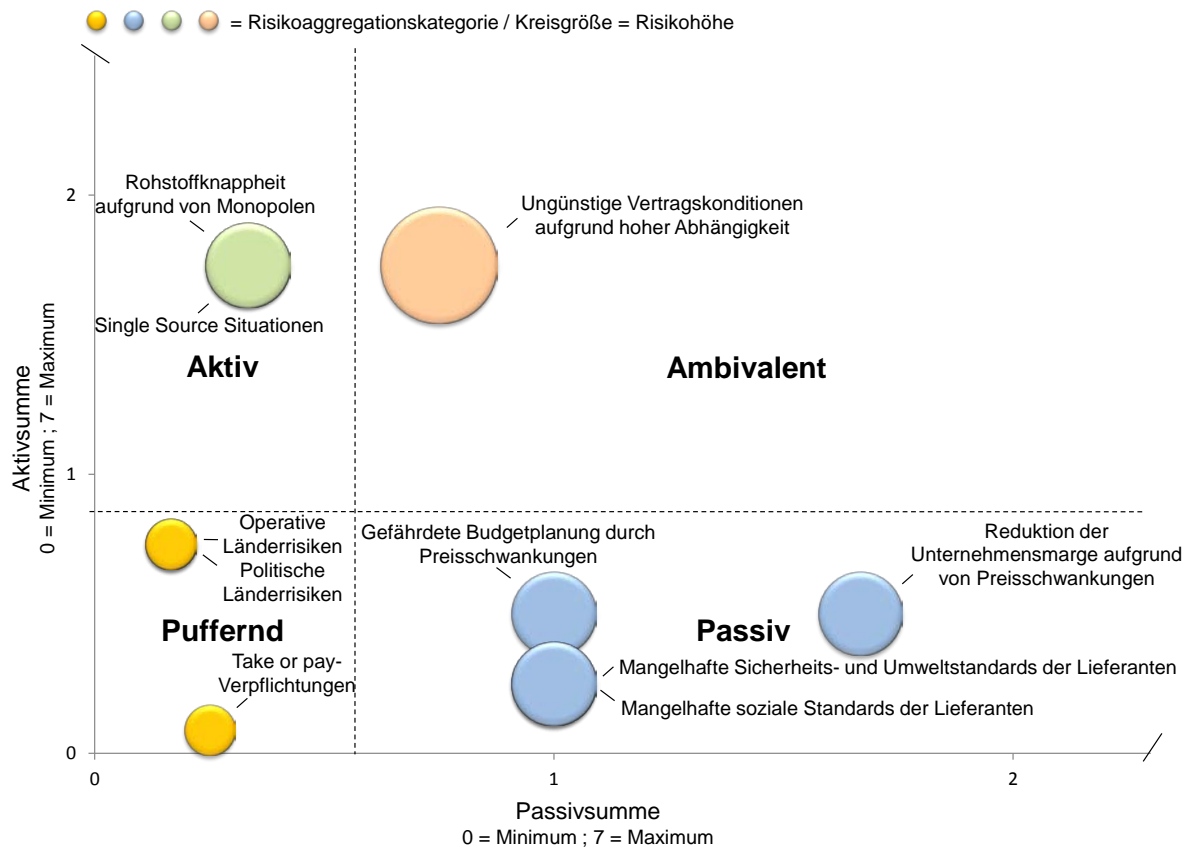 = Risikoaggregationskategorie / Kreisgröße = Risikohöhe
Aktivsumme
0 = Minimum ; 7 = Maximum
2
1
0
Rohstoffknappheit
aufgrund von Monopolen
Single Source Situationen
Aktiv
Ungünstige Vertragskonditionen
aufgrund hoher Abhängigkeit
Ambivalent
Operative
Länderrisiken
Politische
Länderrisiken
Puffernd
Take or pay-
Verpflichtungen
Gefährdete Budgetplanung durch
Preisschwankungen
Reduktion der
Unternehmensmarge aufgrund
von Preisschwankungen
Passiv
Mangelhafte Sicherheits- und Umweltstandards der Lieferanten
Mangelhafte soziale Standards der Lieferanten
0
1
2
Passivsumme
0 = Minimum ; 7 = Maximum